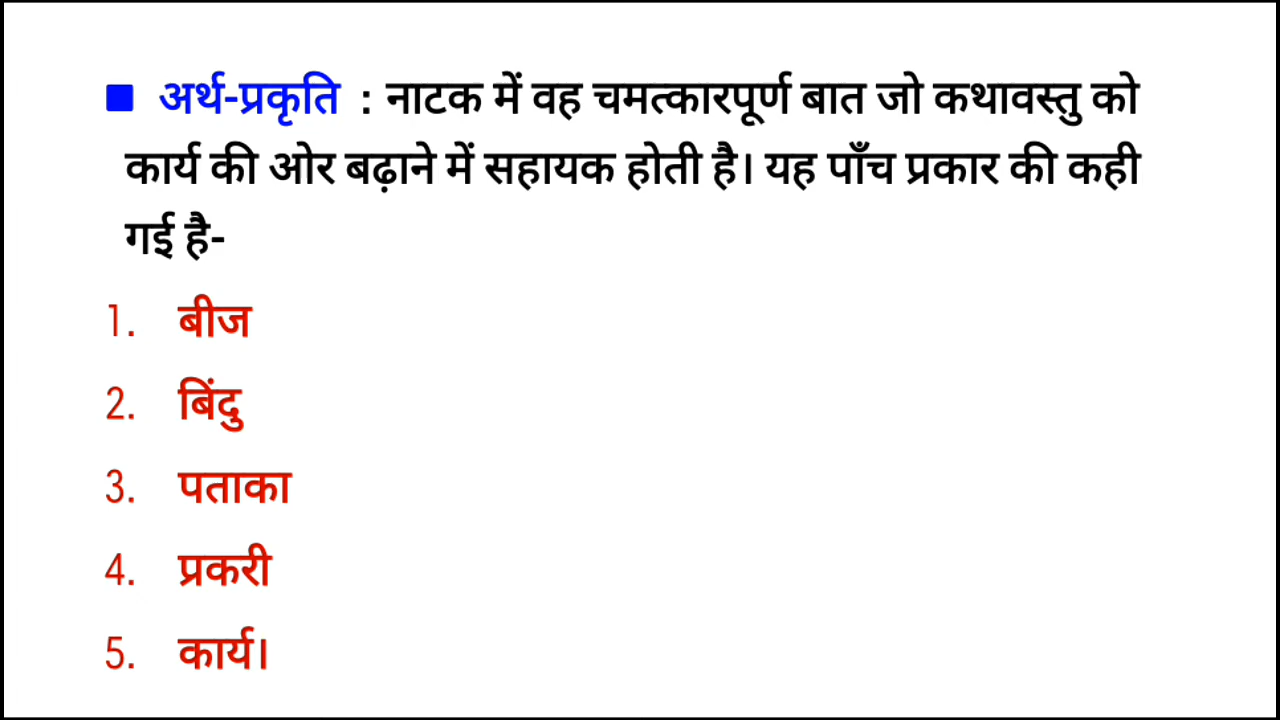 ■ अर्थ-प्रकृति : नाटक में वह चमत्कारपूर्ण बात जो कथावस्तु को
कार्य की ओर बढ़ाने में सहायक होती है। यह पाँच प्रकार की कही
गई है-
1. बीज
2. बिंदु
3. पताका
4. प्रकरी
5. कार्य।